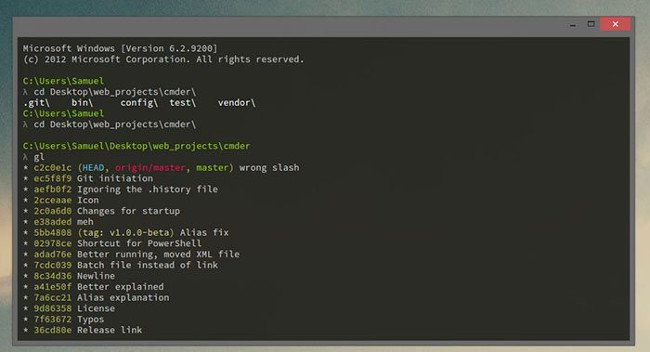 Microsoft Windows [Version 6.2.9200]
(c) 2012 Microsoft Corporation. All rights reserved.
C:\Users\Samuel
λ cd Desktop\web_projects\cmder\
.git\ bin\ config\ test\ vendor\
C:\Users\Samuel
λ cd Desktop\web_projects\cmder\
C:\Users\Samuel\Desktop\web_projects\cmder
λ gl
* c2c0e1c (HEAD, origin/master, master) wrong slash
* ec5f8f9 Git initiation
* aefb0f2 Ignoring the .history file
* 2cceaae Icon
* 2c0a6d0 Changes for startup
* e38aded meh
* 5bb4808 (tag: v1.0.0-beta) Alias fix
* 02978ce Shortcut for PowerShell
* adad76e Better running, moved XML file
* 7cdc039 Batch file instead of link
* 8c34d36 Newline
* a41e50f Better explained
* 7a6cc21 Alias explanation
* 9d86358 License
* 7f63672 Typos
* 36cd80e Release link